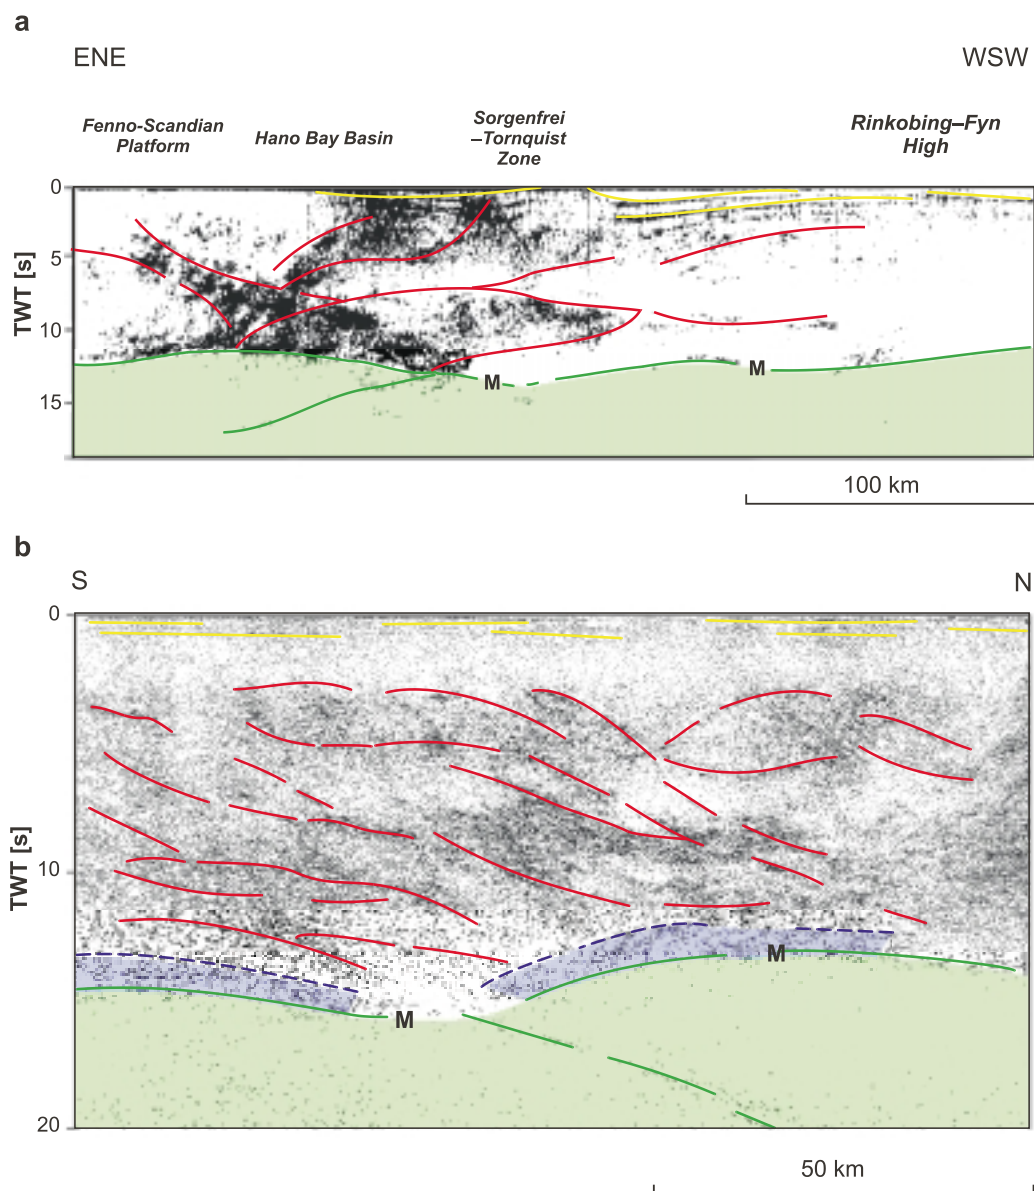 a
ENE
WSW
Fenno-Scandian
Platform
Hano Bay Basin
Sorgenfrei
–Tornquist
Zone
Rinkobing–Fyn
High
0
5
10
15
TWT [s]
M
M
100 km
b
S
N
0
10
20
TWT [s]
M
M
50 km